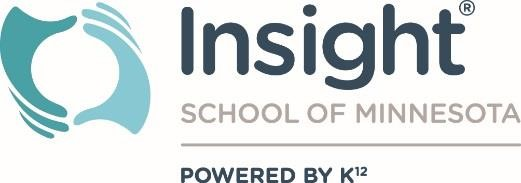 Insight®
SCHOOL OF MINNESOTA
POWERED BY K¹²